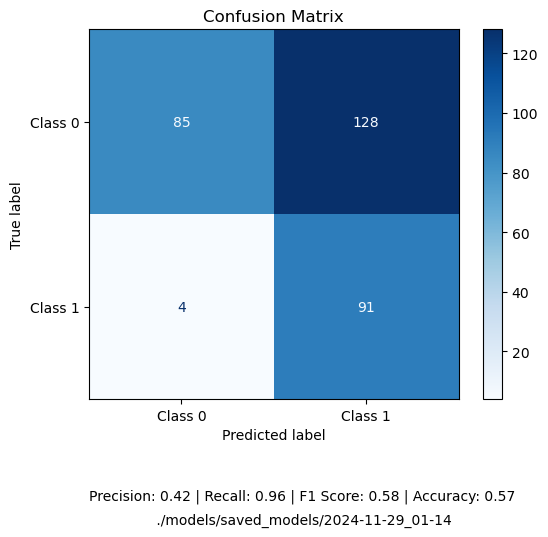 Confusion Matrix
True label
Class 0
85
128
Class 1
4
91
Class 0
Class 1
Predicted label
120
100
80
60
40
20
Precision: 0.42 | Recall: 0.96 | F1 Score: 0.58 | Accuracy: 0.57
./models/saved_models/2024-11-29_01-14